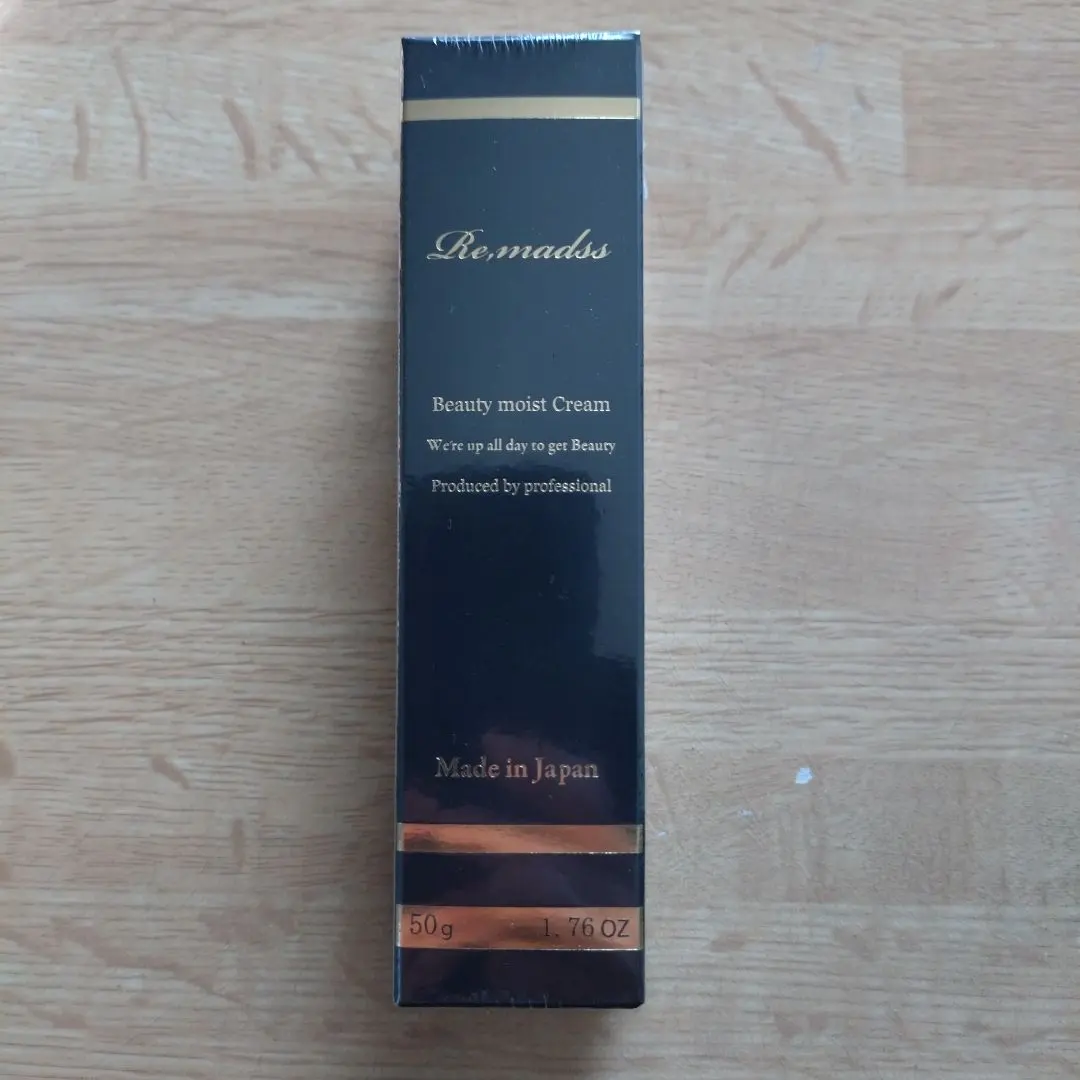 Re,madss
Beauty moist Cream
We're up all day to get Beauty
Produced by professional
Made in Japan
50g 1.76 OZ